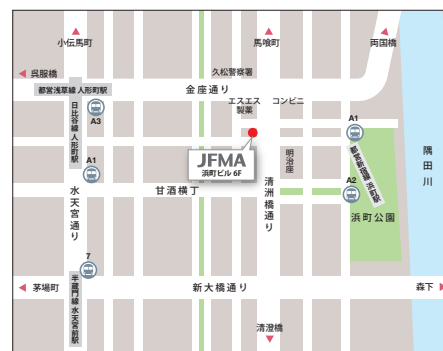 小伝馬町
馬喰町
両国橋
呉服橋
久松警察署
都営浅草線 人形町駅
金座通り
エスエス
製薬
コンビニ
A3
A1
日比谷線 人形町駅
JFMA
浜町ビル 6F
明治座
都営新宿線 浜町駅
隅田川
A1
A2
水天宮通り
甘酒横丁
清洲橋通り
浜町公園
7
半蔵門線 水天宮前駅
茅場町
新大橋通り
森下
清澄橋